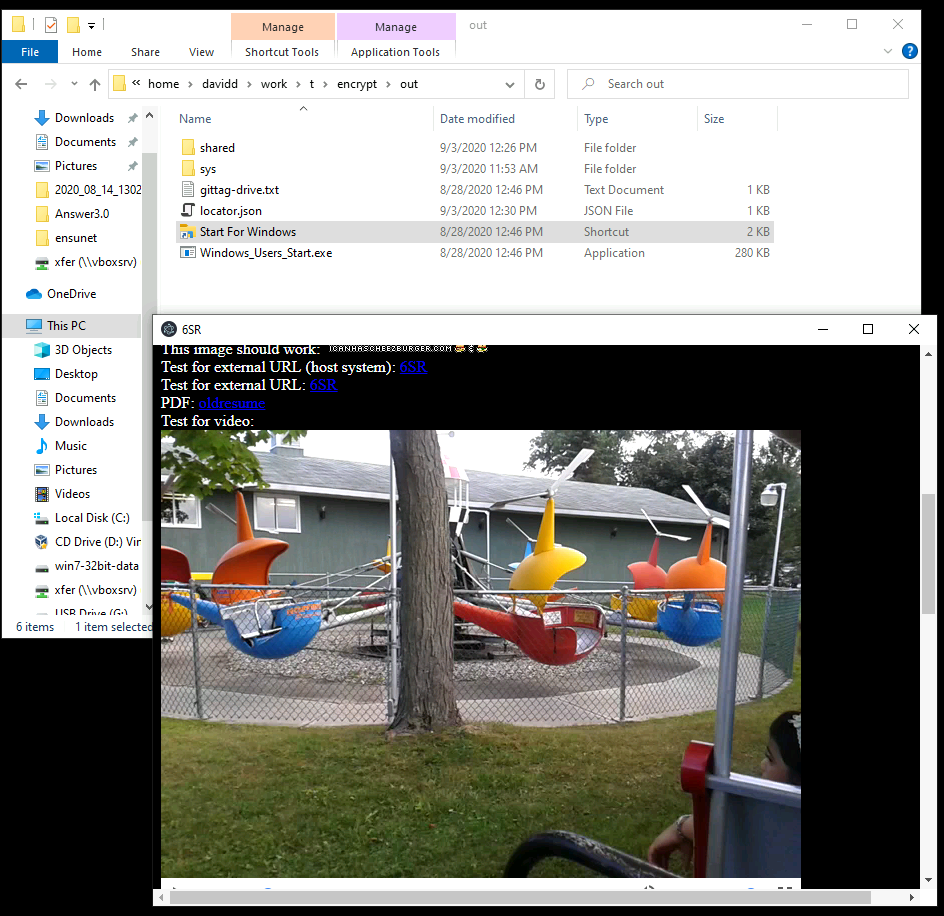 Manage Manage out
File Home Share View Shortcut Tools Application Tools
« home › davidd › work › t › encrypt › out Search out
Name Date modified Type Size
Downloads
Documents
Pictures
2020_08_14_1302
Answer3.0
ensunet
xfer (\\vboxsrv)
OneDrive
This PC
3D Objects
Desktop
Documents
Downloads
Music
Pictures
Videos
Local Disk (C:)
CD Drive (D:) Vir
win7-32bit-data
xfer (\\vboxsrv)
USB Drive (G:)
shared 9/3/2020 12:26 PM File folder
sys 9/3/2020 11:53 AM File folder
gittag-drive.txt 8/28/2020 12:46 PM Text Document 1 KB
locator.json 9/3/2020 12:30 PM JSON File 1 KB
Start For Windows 8/28/2020 12:46 PM Shortcut 2 KB
Windows_Users_Start.exe 8/28/2020 12:46 PM Application 280 KB
6 items 1 item selected
6SR
This image should work: ICANHASCHEEZBURGER.COM
Test for external URL (host system): 6SR
Test for external URL: 6SR
PDF: oldresume
Test for video: